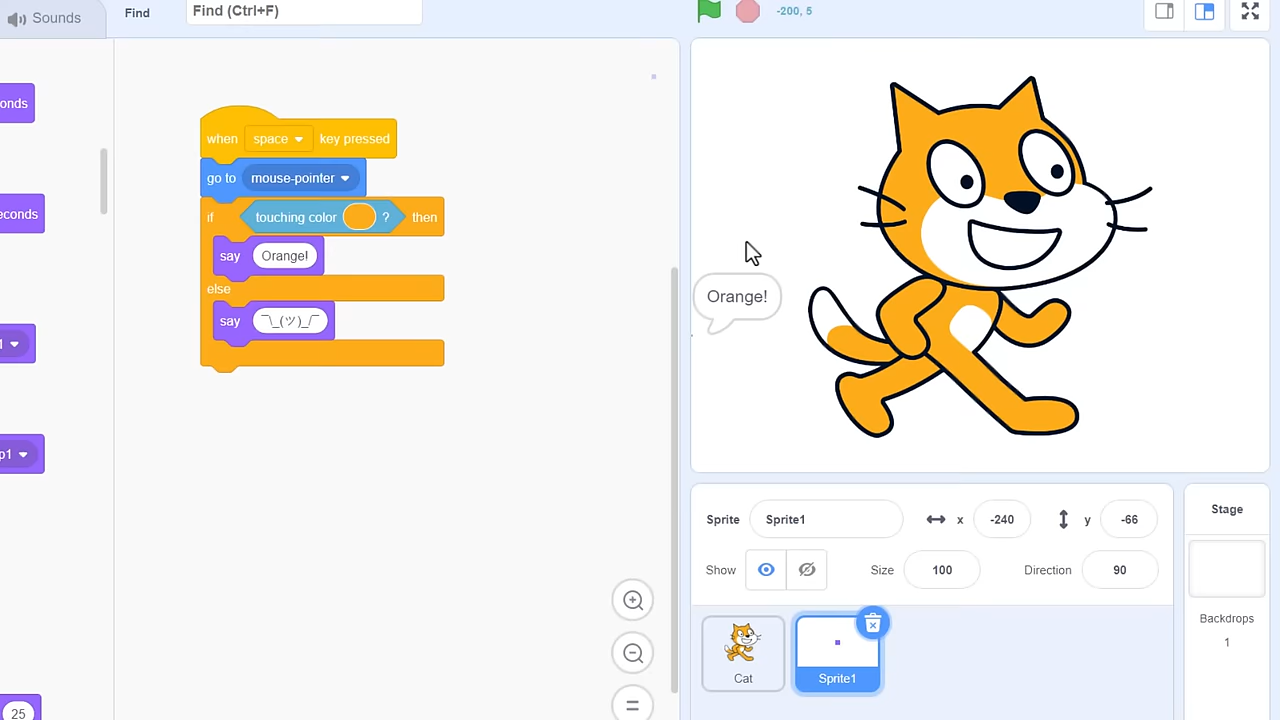 Sounds
Find
Find (Ctrl+F)
-200, 5
onds
econds
1
p1
25
when space key pressed
go to mouse-pointer
if touching color ? then
say Orange!
else
say ¯\_(ツ)_/¯
Orange!
Sprite Sprite1 x -240 y -66
Show Size 100 Direction 90
Cat
Sprite1
Stage
Backdrops
1